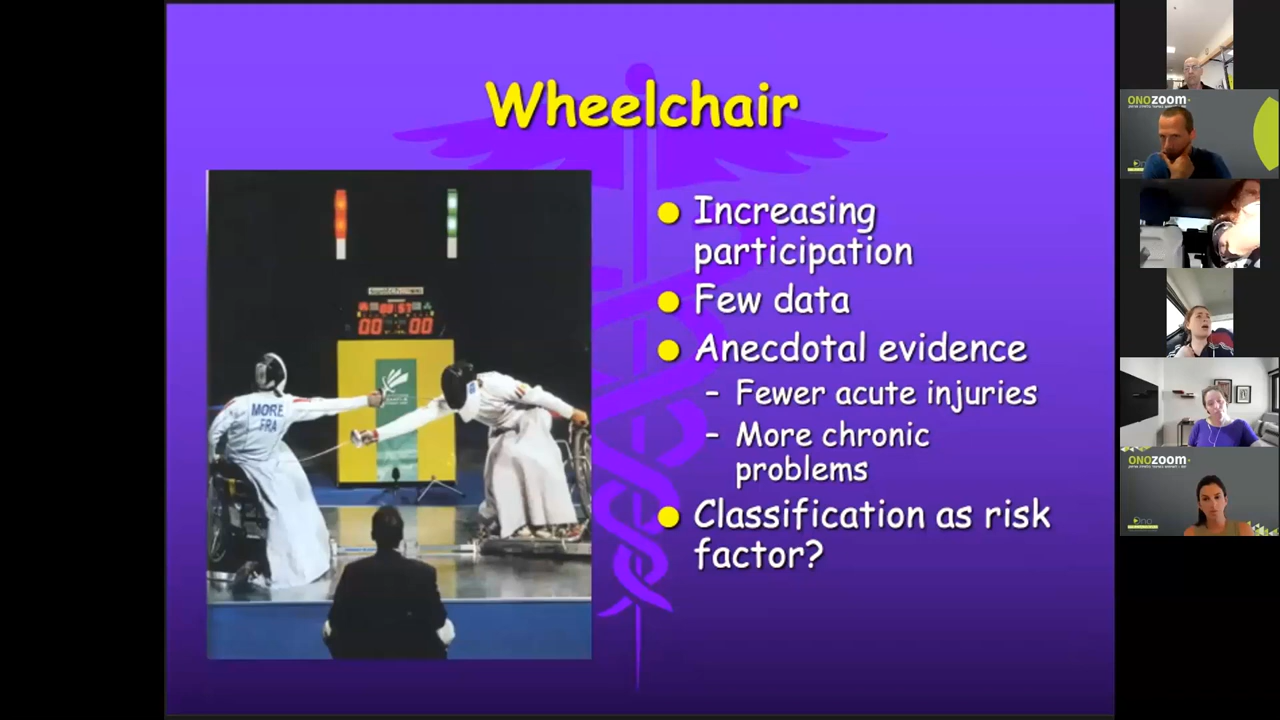 Wheelchair
Increasing
participation
Few data
Anecdotal evidence
– Fewer acute injuries
– More chronic
problems
Classification as risk
factor?
MORE
FRA
00 00
ONOZOOM
ONOZOOM
Ono